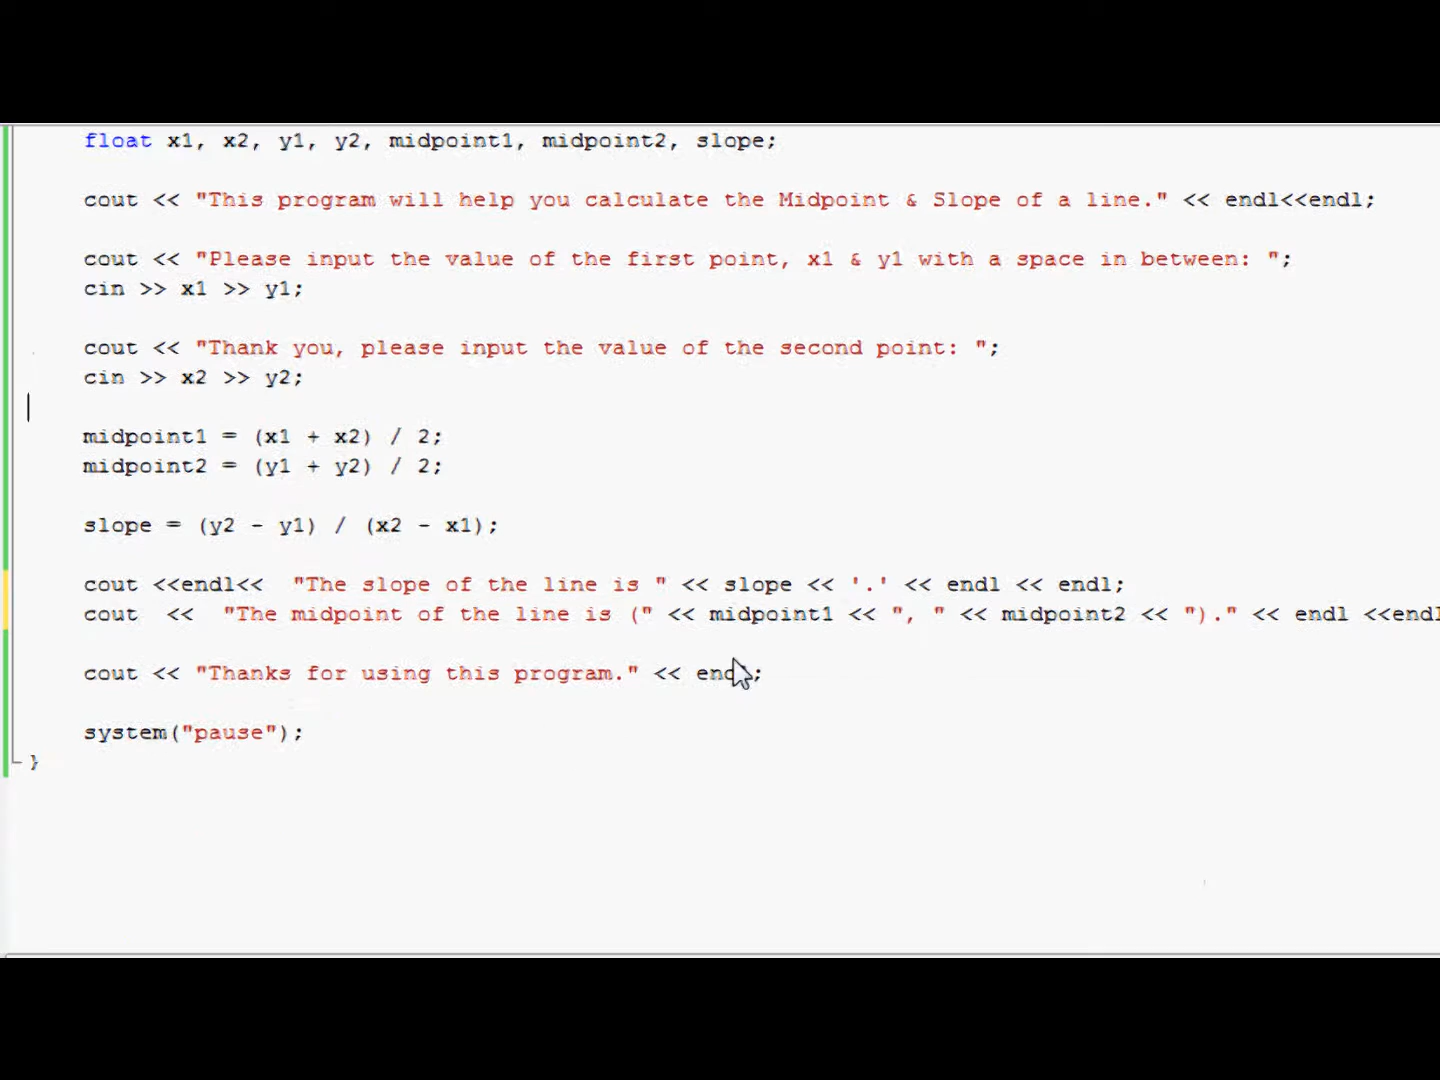 float x1, x2, y1, y2, midpoint1, midpoint2, slope;
cout << "This program will help you calculate the Midpoint & Slope of a line." << endl<<endl;
cout << "Please input the value of the first point, x1 & y1 with a space in between: ";
cin >> x1 >> y1;
cout << "Thank you, please input the value of the second point: ";
cin >> x2 >> y2;
midpoint1 = (x1 + x2) / 2;
midpoint2 = (y1 + y2) / 2;
slope = (y2 - y1) / (x2 - x1);
cout <<endl<<  "The slope of the line is " << slope << '.' << endl << endl;
cout  <<  "The midpoint of the line is (" << midpoint1 << ", " << midpoint2 << ")." << endl <<endl
cout << "Thanks for using this program." << endl;
system("pause");
}